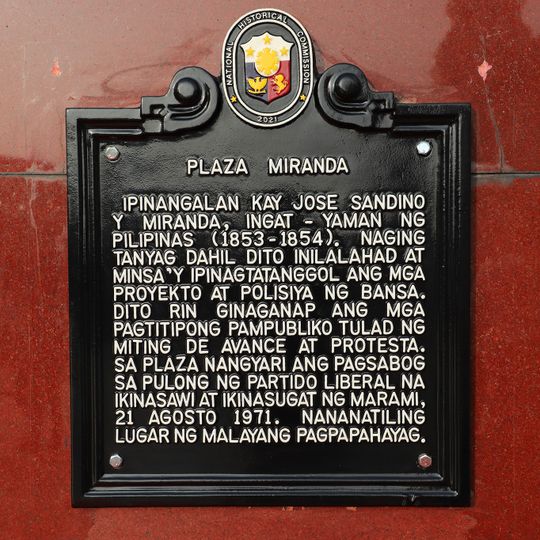 NATIONAL HISTORICAL COMMISSION
2021
PLAZA MIRANDA
IPINANGALAN KAY JOSE SANDINO
Y MIRANDA, INGAT-YAMAN NG
PILIPINAS (1853-1854). NAGING
TANYAG DAHIL DITO INILALAHAD AT
MINSA'Y IPINAGTATANGGOL ANG MGA
PROYEKTO AT POLISIYA NG BANSA.
DITO RIN GINAGANAP ANG MGA
PAGTITIPONG PAMPUBLIKO TULAD NG
MITING DE AVANCE AT PROTESTA.
SA PLAZA NANGYARI ANG PAGSABOG
SA PULONG NG PARTIDO LIBERAL NA
IKINASAWI AT IKINASUGAT NG MARAMI,
21 AGOSTO 1971. NANANATILING
LUGAR NG MALAYANG PAGPAPAHAYAG.